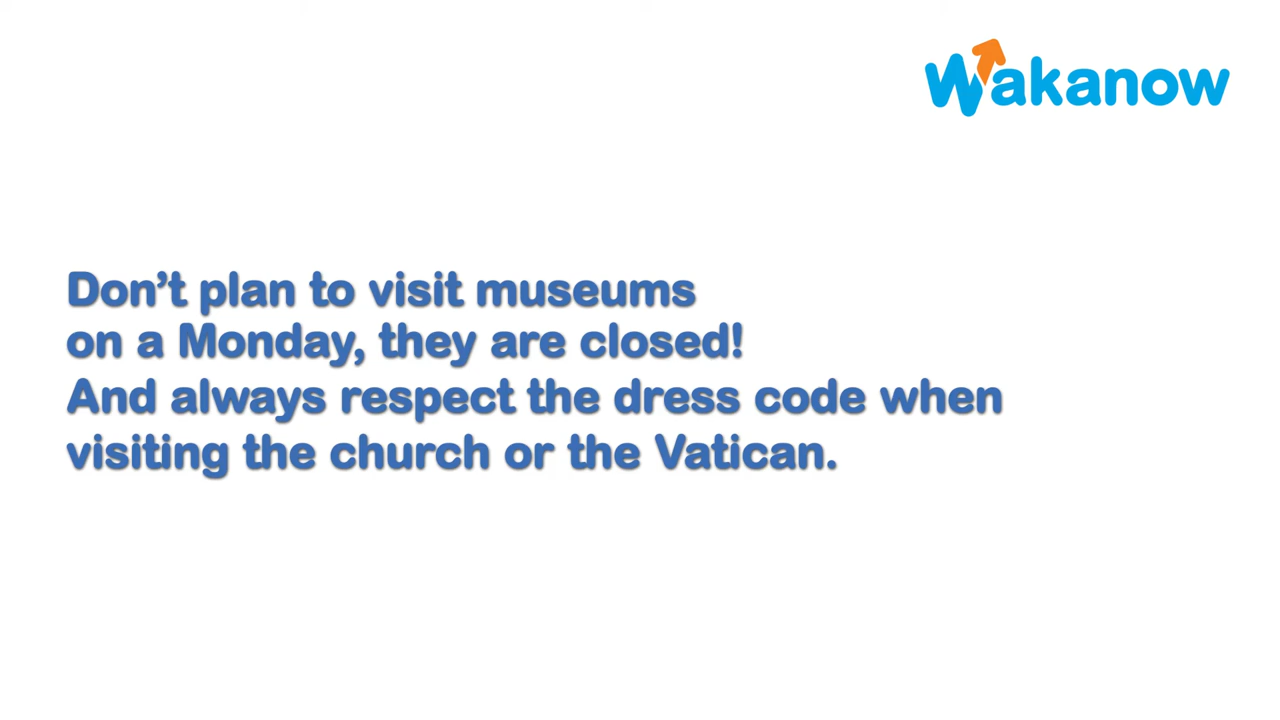 Wakanow
Don’t plan to visit museums
on a Monday, they are closed!
And always respect the dress code when
visiting the church or the Vatican.